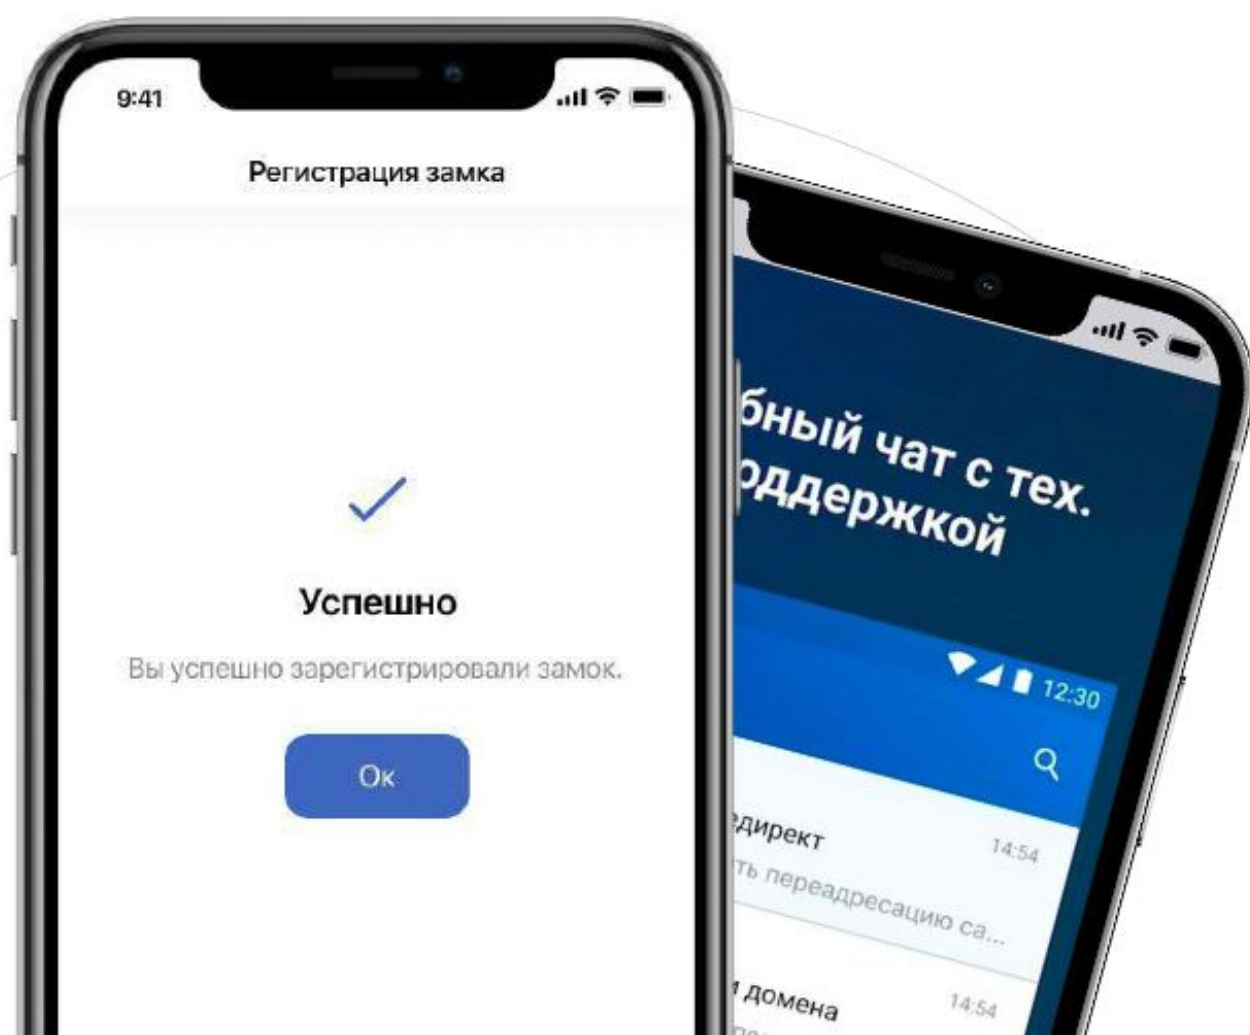 9:41
Регистрация замка
Успешно
Вы успешно зарегистрировали замок.
Ок
бный чат с тех.
оддержкой
12:30
едирект
14:54
ть переадресацию са...
и домена
14:54